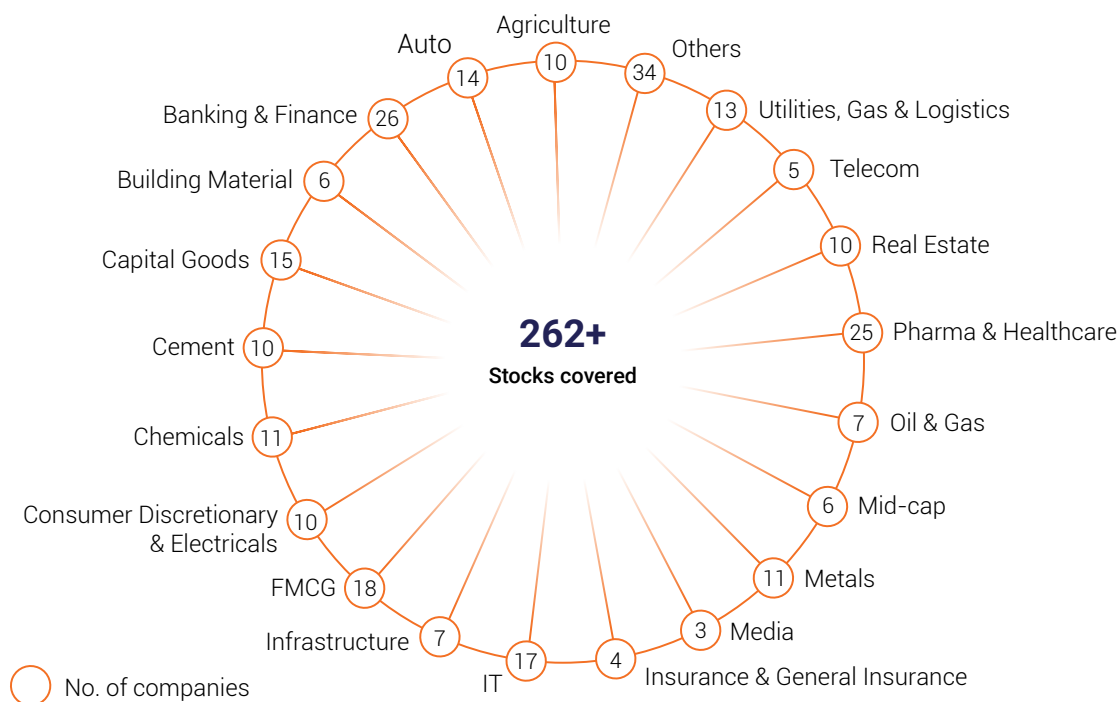 Agriculture
10
Others
34
Utilities, Gas & Logistics
13
Telecom
5
Real Estate
10
Pharma & Healthcare
25
Oil & Gas
7
Mid-cap
6
Metals
11
Media
3
Insurance & General Insurance
4
IT
17
Infrastructure
7
FMCG
18
Consumer Discretionary
& Electricals
10
Chemicals
11
Cement
10
Capital Goods
15
Building Material
6
Banking & Finance
26
Auto
14
262+
Stocks covered
No. of companies